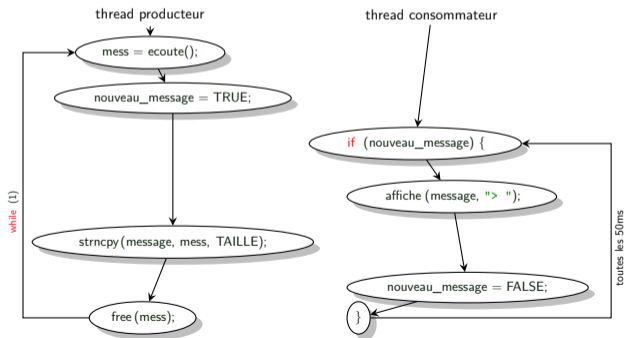 thread producteur
mess = ecoute();
nouveau_message = TRUE;
strncpy(message, mess, TAILLE);
free(mess);
while (1)
thread consommateur
if (nouveau_message) {
affiche(message, "> ");
nouveau_message = FALSE;
}
toutes les 50ms